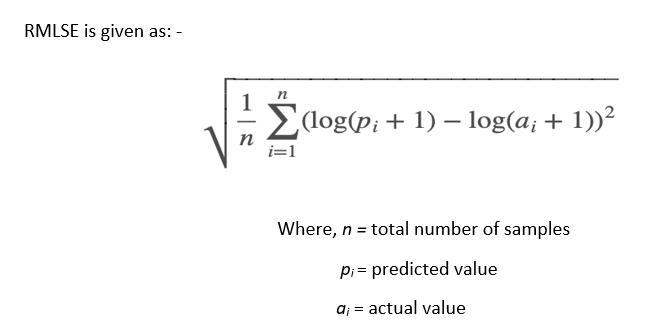 RMLSE is given as: -
√ 1/n n∑i=1 (log(pᵢ + 1) − log(aᵢ + 1))²
Where, n = total number of samples
pᵢ= predicted value
aᵢ = actual value